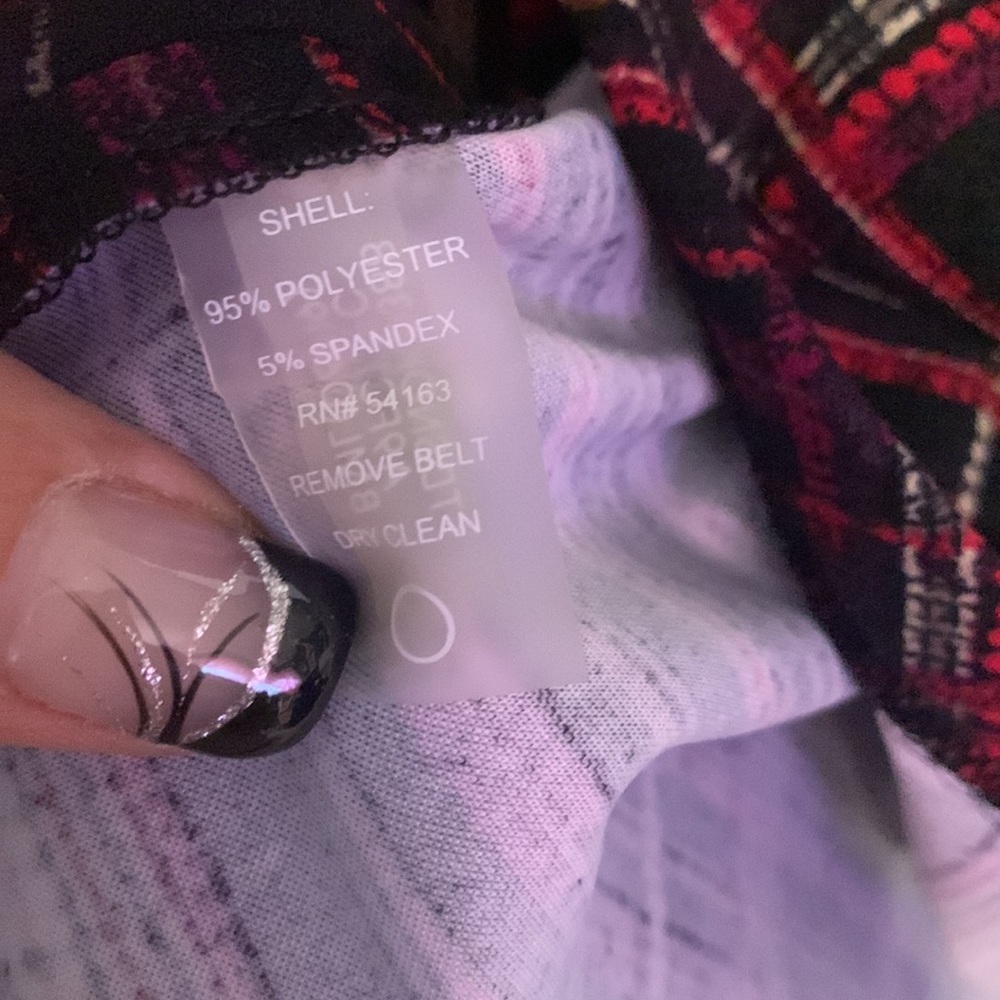 SHELL:
95% POLYESTER
5% SPANDEX
RN# 54163
REMOVE BELT
DRY CLEAN